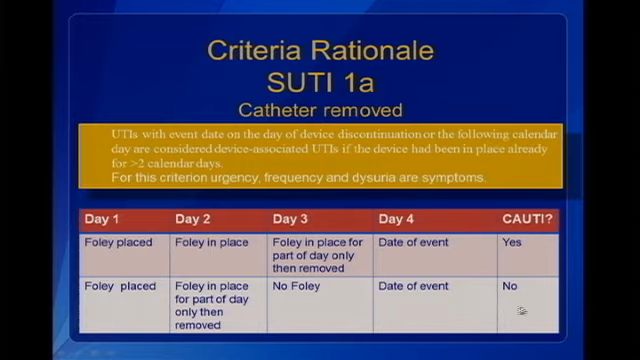 Criteria Rationale
SUTI 1a
Catheter removed
UTIs with event date on the day of device discontinuation or the following calendar
day are considered device-associated UTIs if the device had been in place already
for >2 calendar days.
For this criterion urgency, frequency and dysuria are symptoms.
Day 1 Day 2 Day 3 Day 4 CAUTI?
Foley placed Foley in place Foley in place for Date of event Yes
part of day only
then removed
Foley placed Foley in place No Foley Date of event No
for part of day
only then
removed